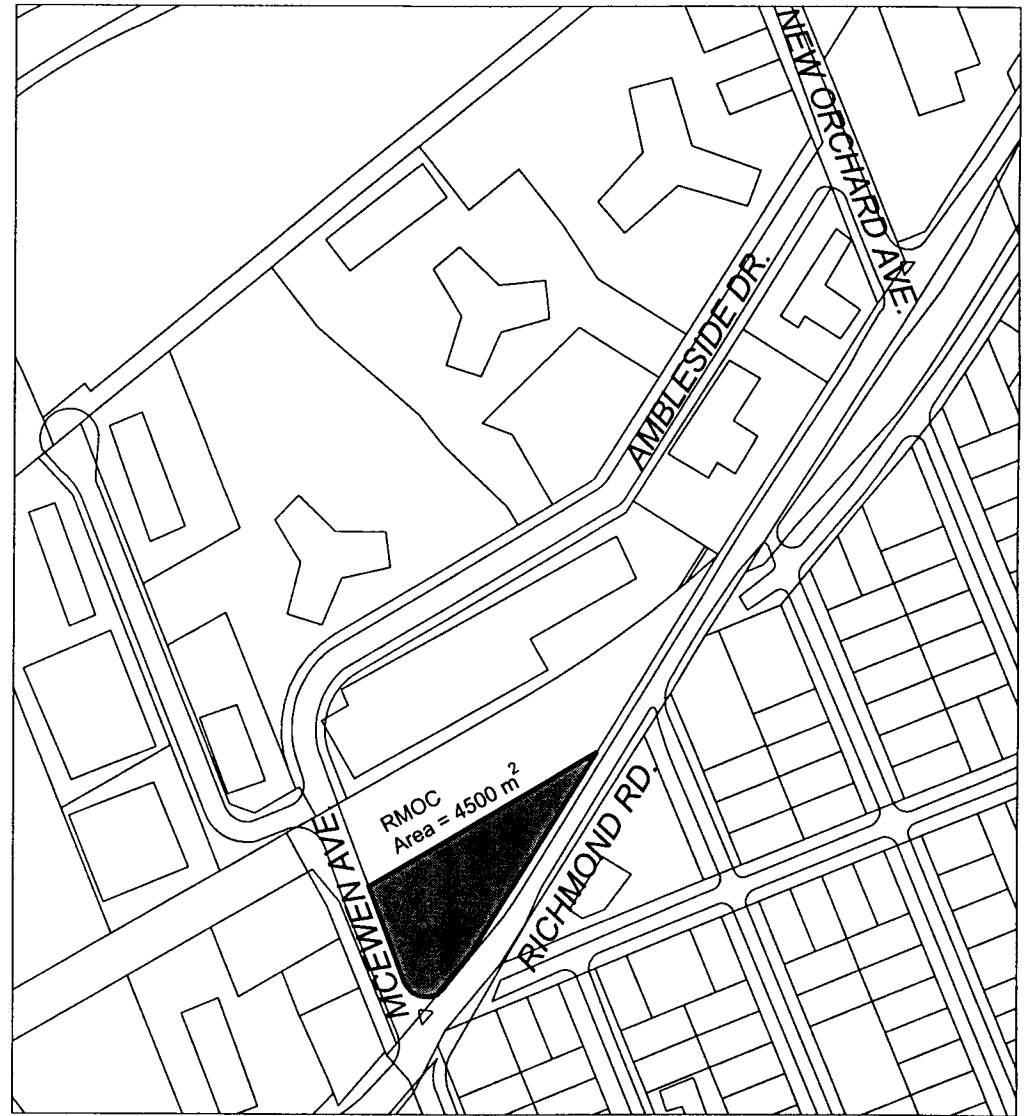 NEW ORCHARD AVE.
AMBLESIDE DR.
RMOC
Area = 4500 m²
RICHMOND RD.
MCEWEN AVE.